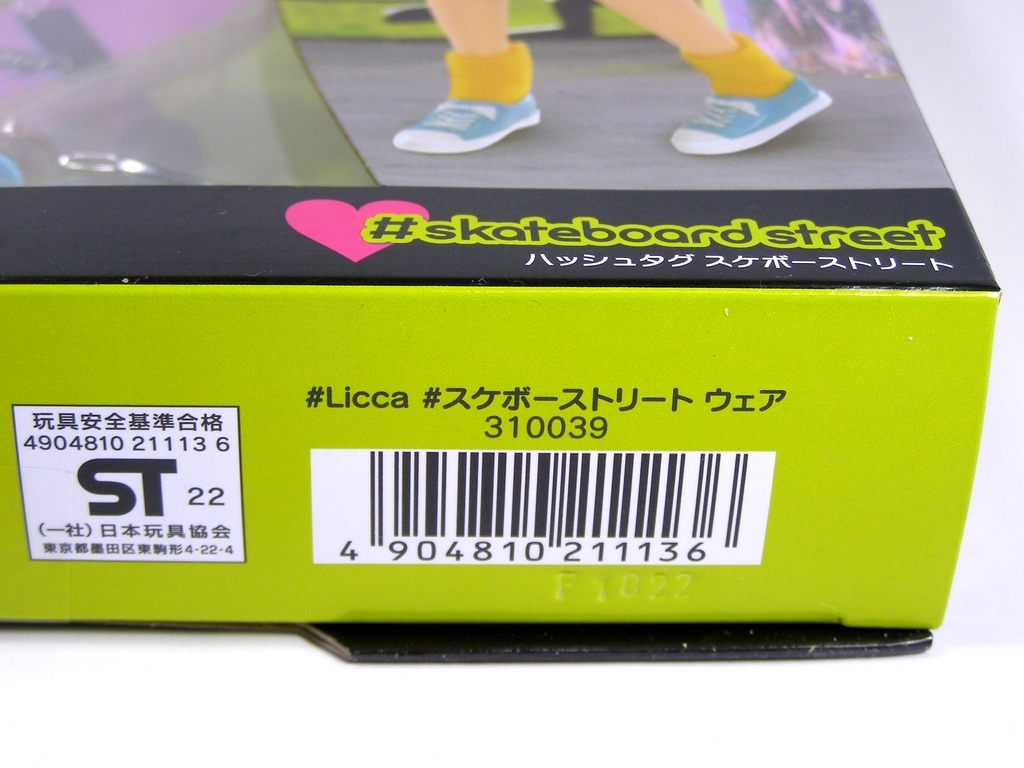 #skateboardstreet
ハッシュタグ スケボーストリート
#Licca #スケボーストリート ウェア
310039
4 904810 211136
F1022
玩具安全基準合格
4904810 21113 6
ST 22
(一社)日本玩具協会
東京都墨田区東駒形4-22-4